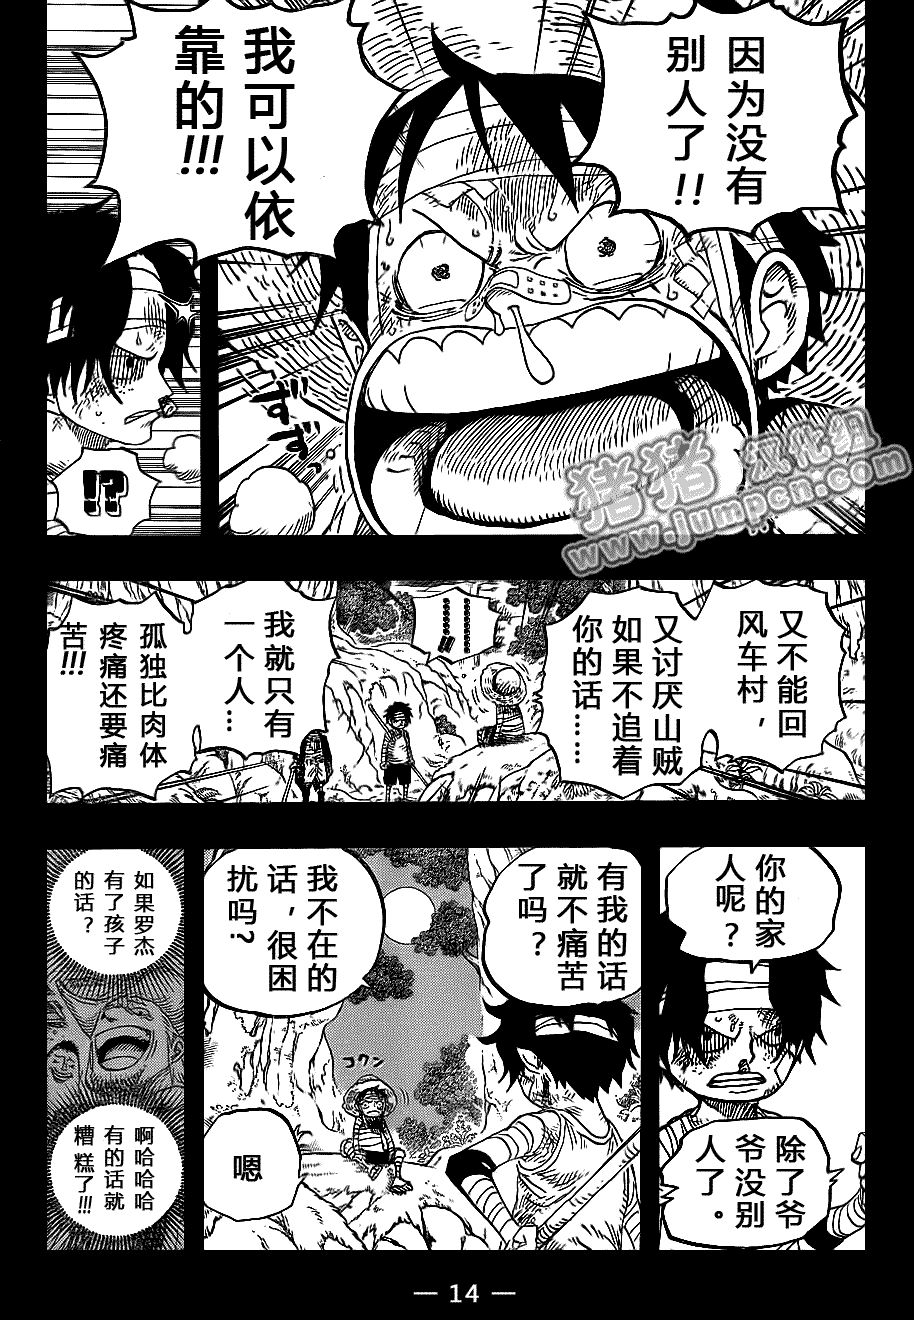 因为没有
别人了!!
我可以依
靠的!!!
猪猪汉化组
www.jumpcn.com
ずずっ
!?
又不能回
风车村，
又讨厌山贼
如果不追着
你的话……
…………!!
我就只有
一个人…
孤独比肉体
疼痛还要痛
苦!!!
你的家
人呢？
除了爷
爷没别
人了。
有我的话
就不痛苦
了吗？
我不在的
话，很困
扰吗？
コクン
嗯
如果罗杰
有了孩子
的话？
啊哈哈哈
有的话就
糟糕了!!!
— 14 —